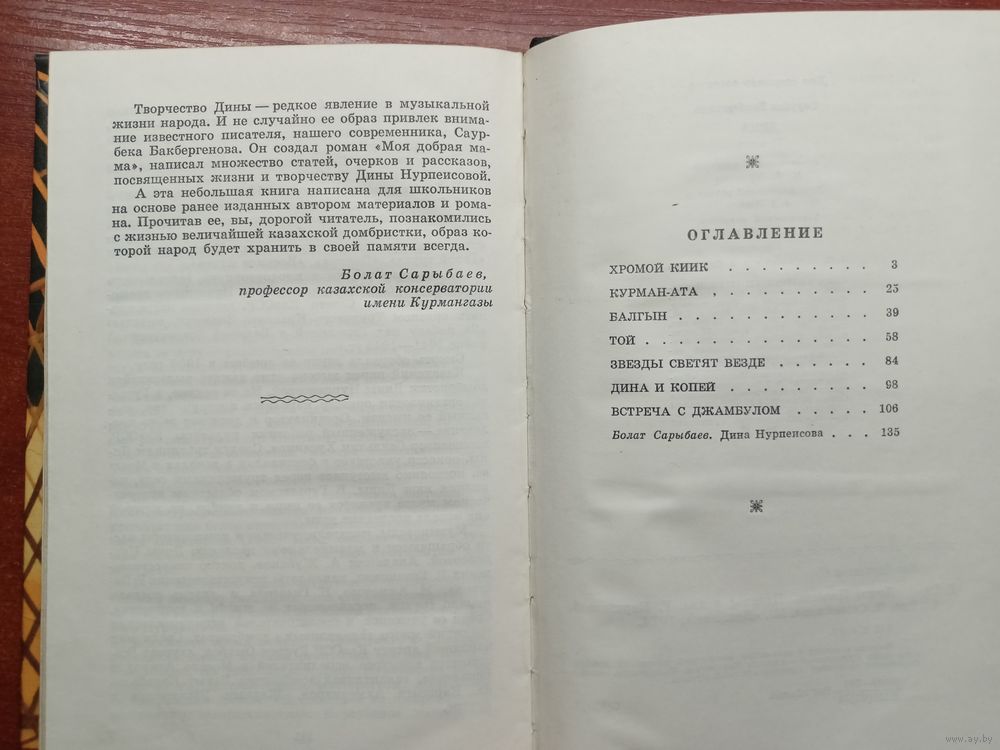 Творчество Дины — редкое явление в музыкальной
жизни народа. И не случайно ее образ привлек внима-
ние известного писателя, нашего современника, Саур-
бека Бакбергенова. Он создал роман «Моя добрая ма-
ма», написал множество статей, очерков и рассказов,
посвященных жизни и творчеству Дины Нурпеисовой.
А эта небольшая книга написана для школьников
на основе ранее изданных автором материалов и рома-
на. Прочитав ее, вы, дорогой читатель, познакомились
с жизнью величайшей казахской домбристки, образ ко-
торой народ будет хранить в своей памяти всегда.
Болат Сарыбаев,
профессор казахской консерватории
имени Курмангазы
ОГЛАВЛЕНИЕ
ХРОМОЙ КИИК . . . . . . . . . 3
КУРМАН-АТА . . . . . . . . . . 25
БАЛГЫН . . . . . . . . . . . . 39
ТОЙ . . . . . . . . . . . . . . 58
ЗВЕЗДЫ СВЕТЯТ ВЕЗДЕ . . . . . . 84
ДИНА И КОПЕЙ . . . . . . . . . 98
ВСТРЕЧА С ДЖАМБУЛОМ . . . . . 106
Болат Сарыбаев. Дина Нурпеисова . . . 135
www.ay.by